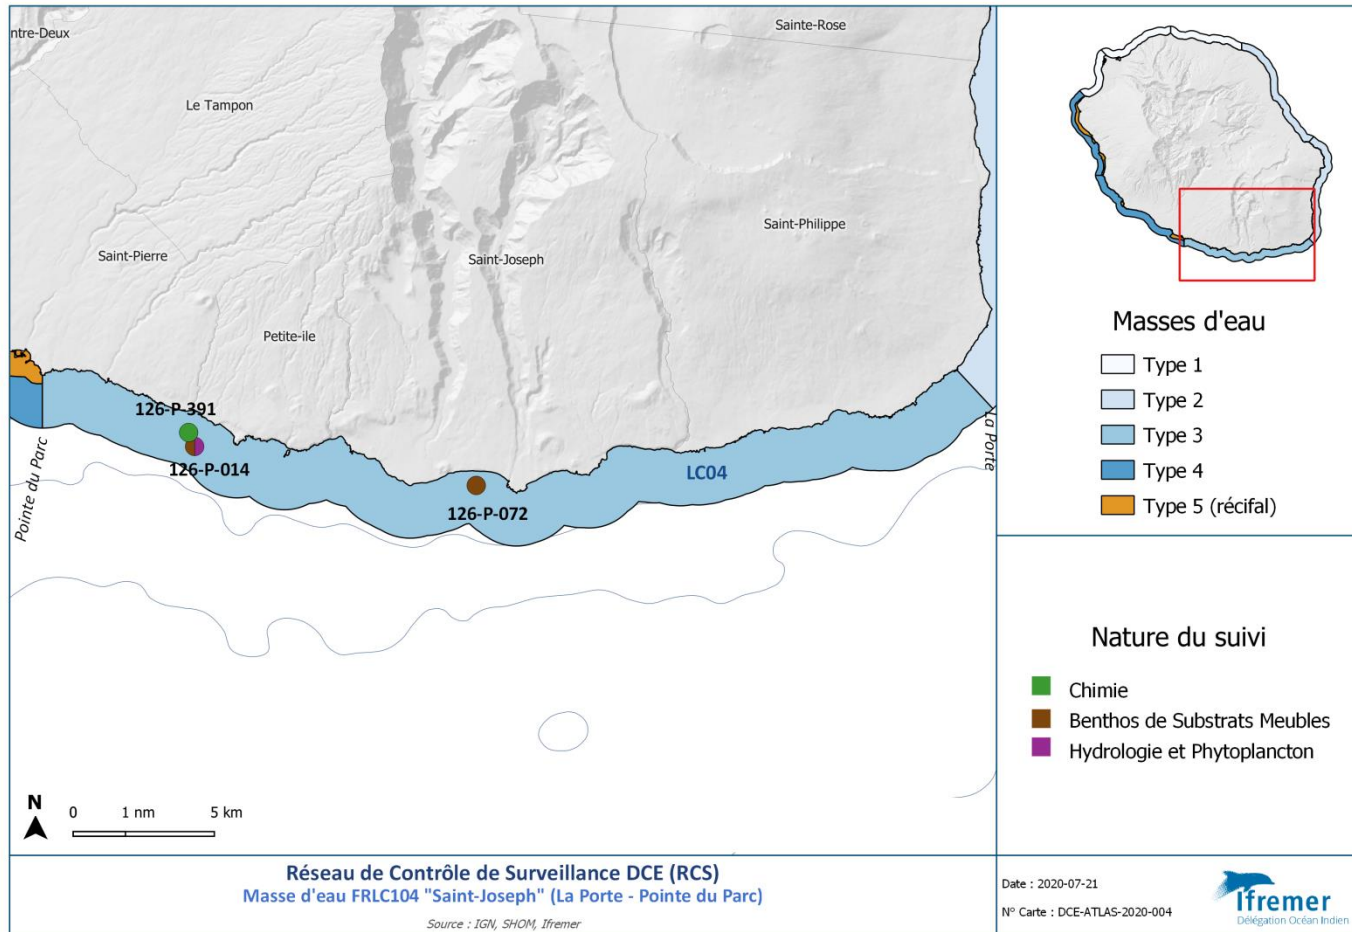 ntre-Deux
Sainte-Rose
Le Tampon
Saint-Philippe
Saint-Pierre
Saint-Joseph
Petite-ile
126-P-391
126-P-014
126-P-072
LC04
Pointe du Parc
La Porte
N
0 1 nm 5 km
Masses d'eau
Type 1
Type 2
Type 3
Type 4
Type 5 (récifal)
Nature du suivi
Chimie
Benthos de Substrats Meubles
Hydrologie et Phytoplancton
Réseau de Contrôle de Surveillance DCE (RCS)
Masse d'eau FRLC104 "Saint-Joseph" (La Porte - Pointe du Parc)
Source : IGN, SHOM, Ifremer
Date : 2020-07-21
N° Carte : DCE-ATLAS-2020-004
Ifremer
Délégation Océan Indien